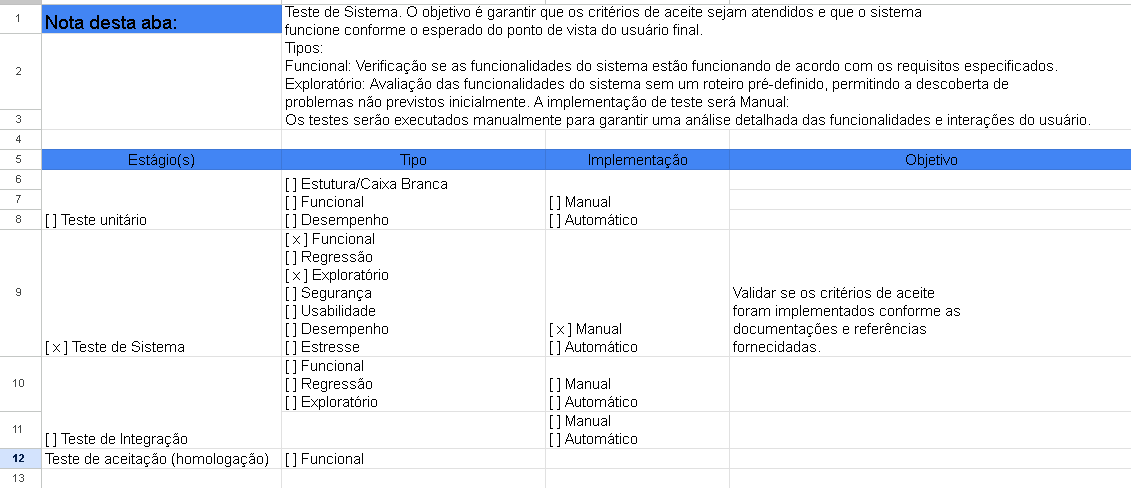 1
Nota desta aba:
Teste de Sistema. O objetivo é garantir que os critérios de aceite sejam atendidos e que o sistema
funcione conforme o esperado do ponto de vista do usuário final.
2
Tipos:
Funcional: Verificação se as funcionalidades do sistema estão funcionando de acordo com os requisitos especificados.
Exploratório: Avaliação das funcionalidades do sistema sem um roteiro pré-definido, permitindo a descoberta de
problemas não previstos inicialmente. A implementação de teste será Manual:
3
Os testes serão executados manualmente para garantir uma análise detalhada das funcionalidades e interações do usuário.
4
5
Estágio(s)
Tipo
Implementação
Objetivo
6
[ ] Estutura/Caixa Branca
7
[ ] Funcional
[ ] Manual
8
[ ] Teste unitário
[ ] Desempenho
[ ] Automático
9
[ x ] Teste de Sistema
[ x ] Funcional
[ ] Regressão
[ x ] Exploratório
[ ] Segurança
[ ] Usabilidade
[ ] Desempenho
[ ] Estresse
[ x ] Manual
[ ] Automático
Validar se os critérios de aceite
foram implementados conforme as
documentações e referências
fornecidadas.
10
[ ] Funcional
[ ] Regressão
[ ] Exploratório
[ ] Manual
[ ] Automático
11
[ ] Teste de Integração
[ ] Manual
[ ] Automático
12
Teste de aceitação (homologação)
[ ] Funcional
13